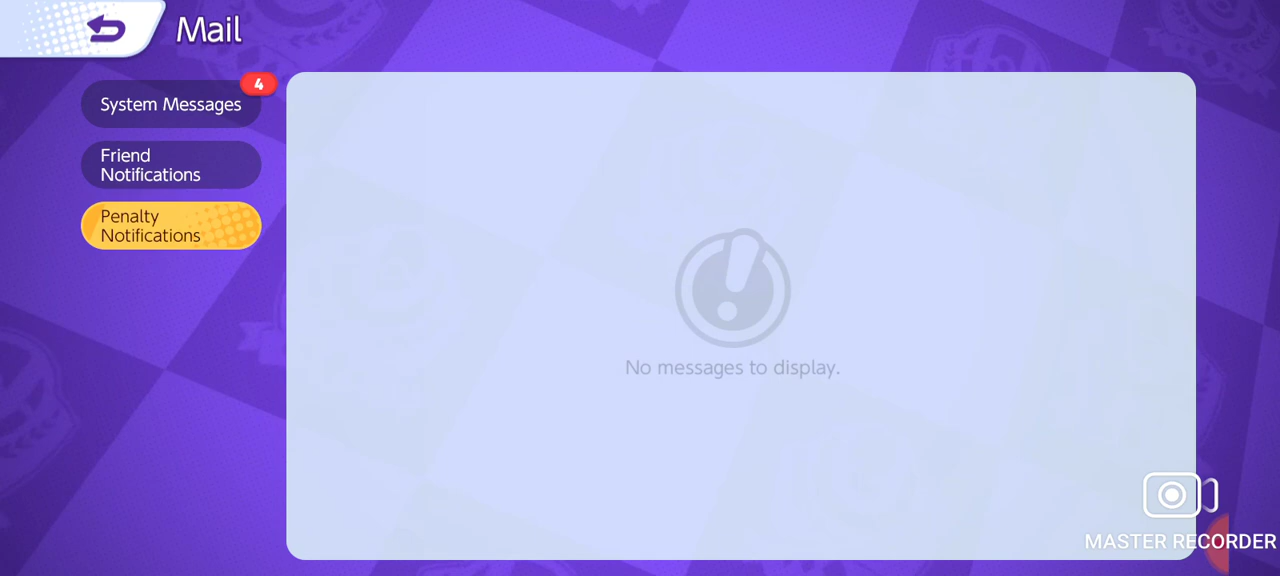 Mail
4
System Messages
Friend
Notifications
Penalty
Notifications
No messages to display.
MASTER RECORDER